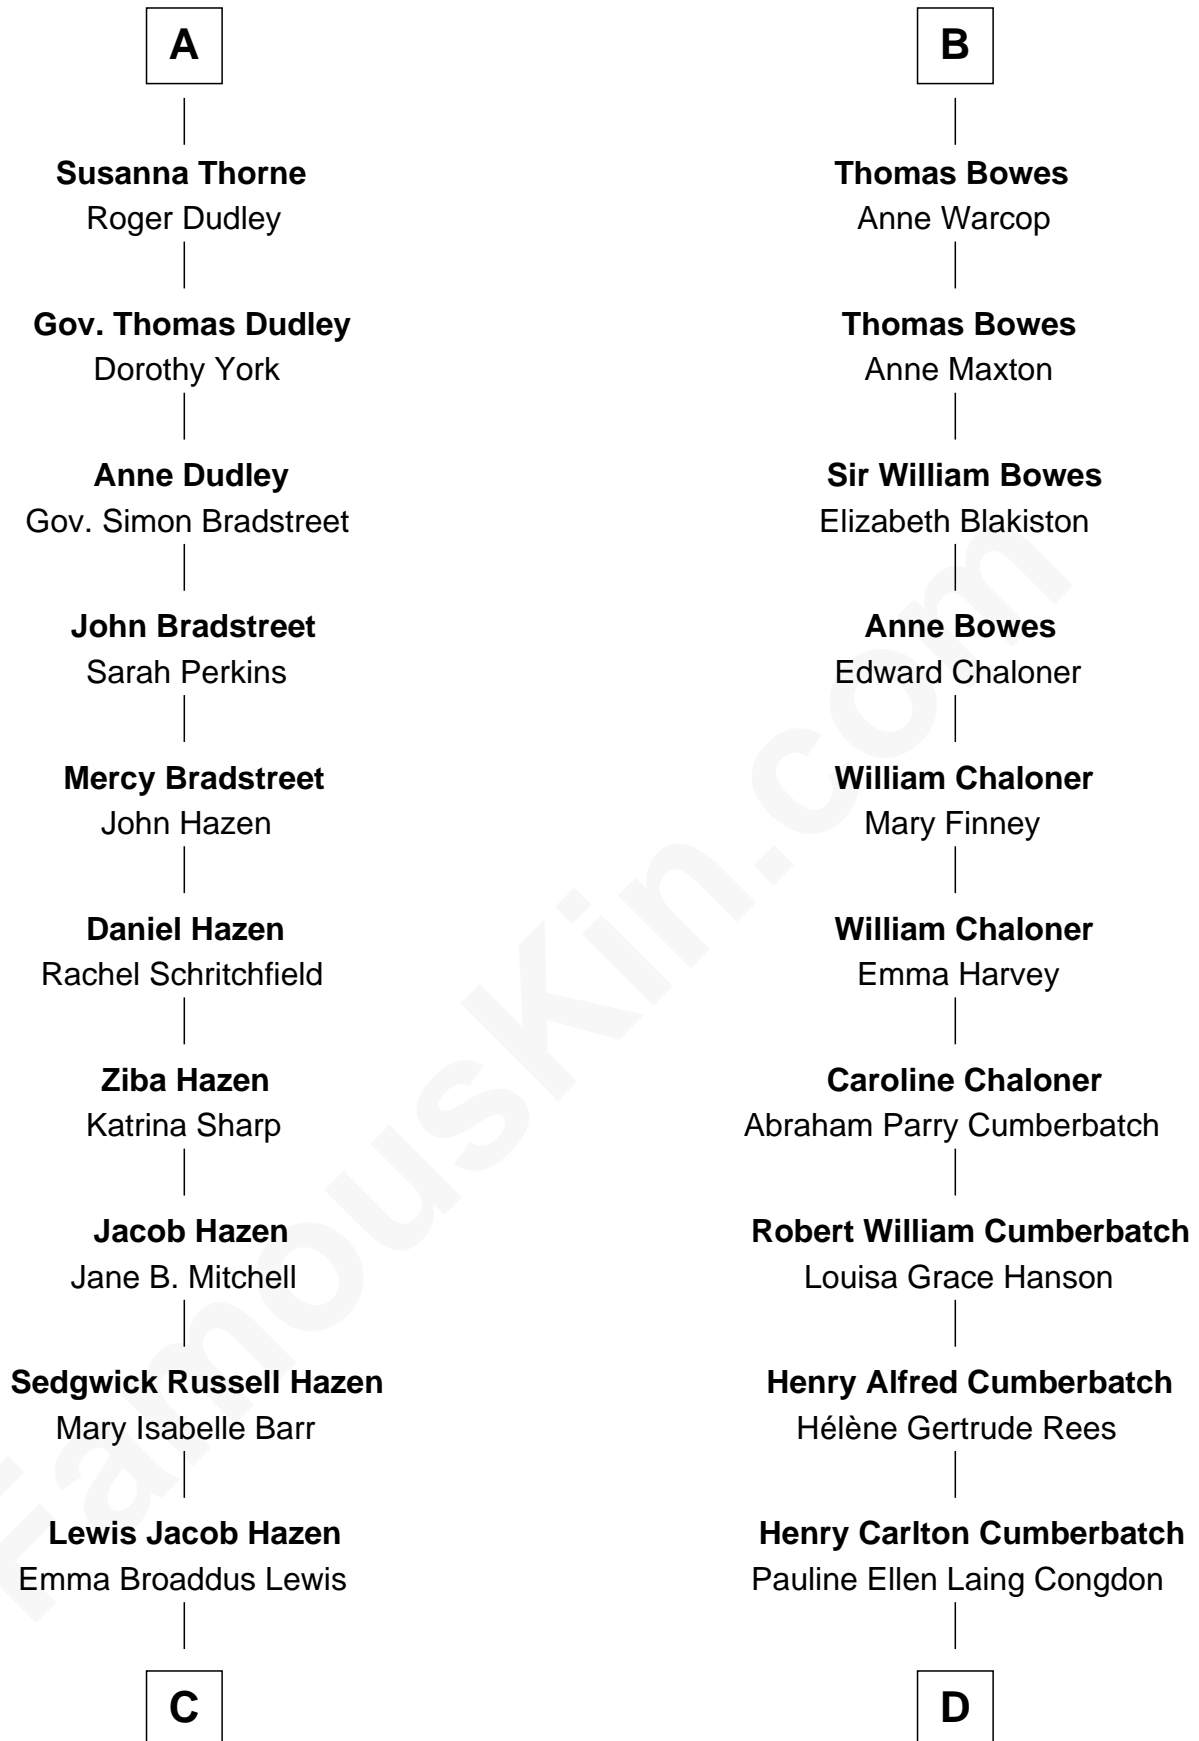 A
Susanna Thorne
Roger Dudley
Gov. Thomas Dudley
Dorothy York
Anne Dudley
Gov. Simon Bradstreet
John Bradstreet
Sarah Perkins
Mercy Bradstreet
John Hazen
Daniel Hazen
Rachel Schritchfield
Ziba Hazen
Katrina Sharp
Jacob Hazen
Jane B. Mitchell
Sedgwick Russell Hazen
Mary Isabelle Barr
Lewis Jacob Hazen
Emma Broaddus Lewis
C
B
Thomas Bowes
Anne Warcop
Thomas Bowes
Anne Maxton
Sir William Bowes
Elizabeth Blakiston
Anne Bowes
Edward Chaloner
William Chaloner
Mary Finney
William Chaloner
Emma Harvey
Caroline Chaloner
Abraham Parry Cumberbatch
Robert William Cumberbatch
Louisa Grace Hanson
Henry Alfred Cumberbatch
Hélène Gertrude Rees
Henry Carlton Cumberbatch
Pauline Ellen Laing Congdon
D
FamousKin.com